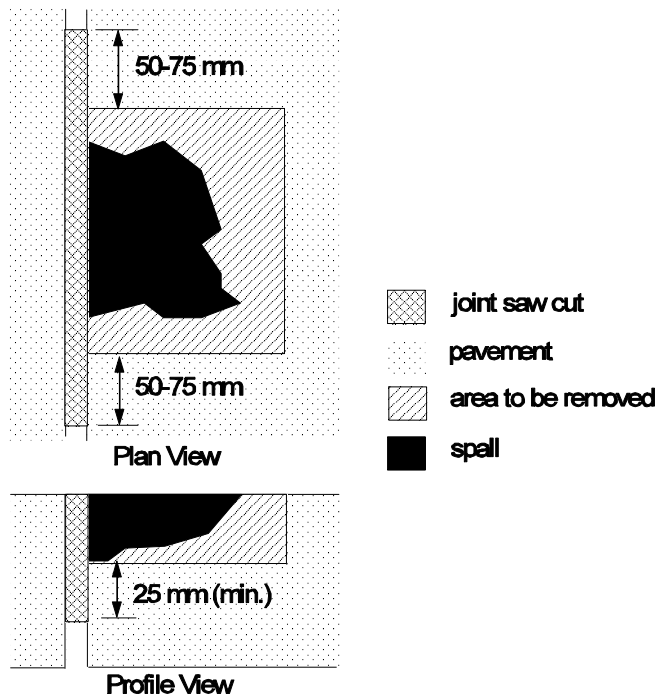 50-75 mm
joint saw cut
pavement
area to be removed
50-75 mm
spall
Plan View
25 mm (min.)
Profile View